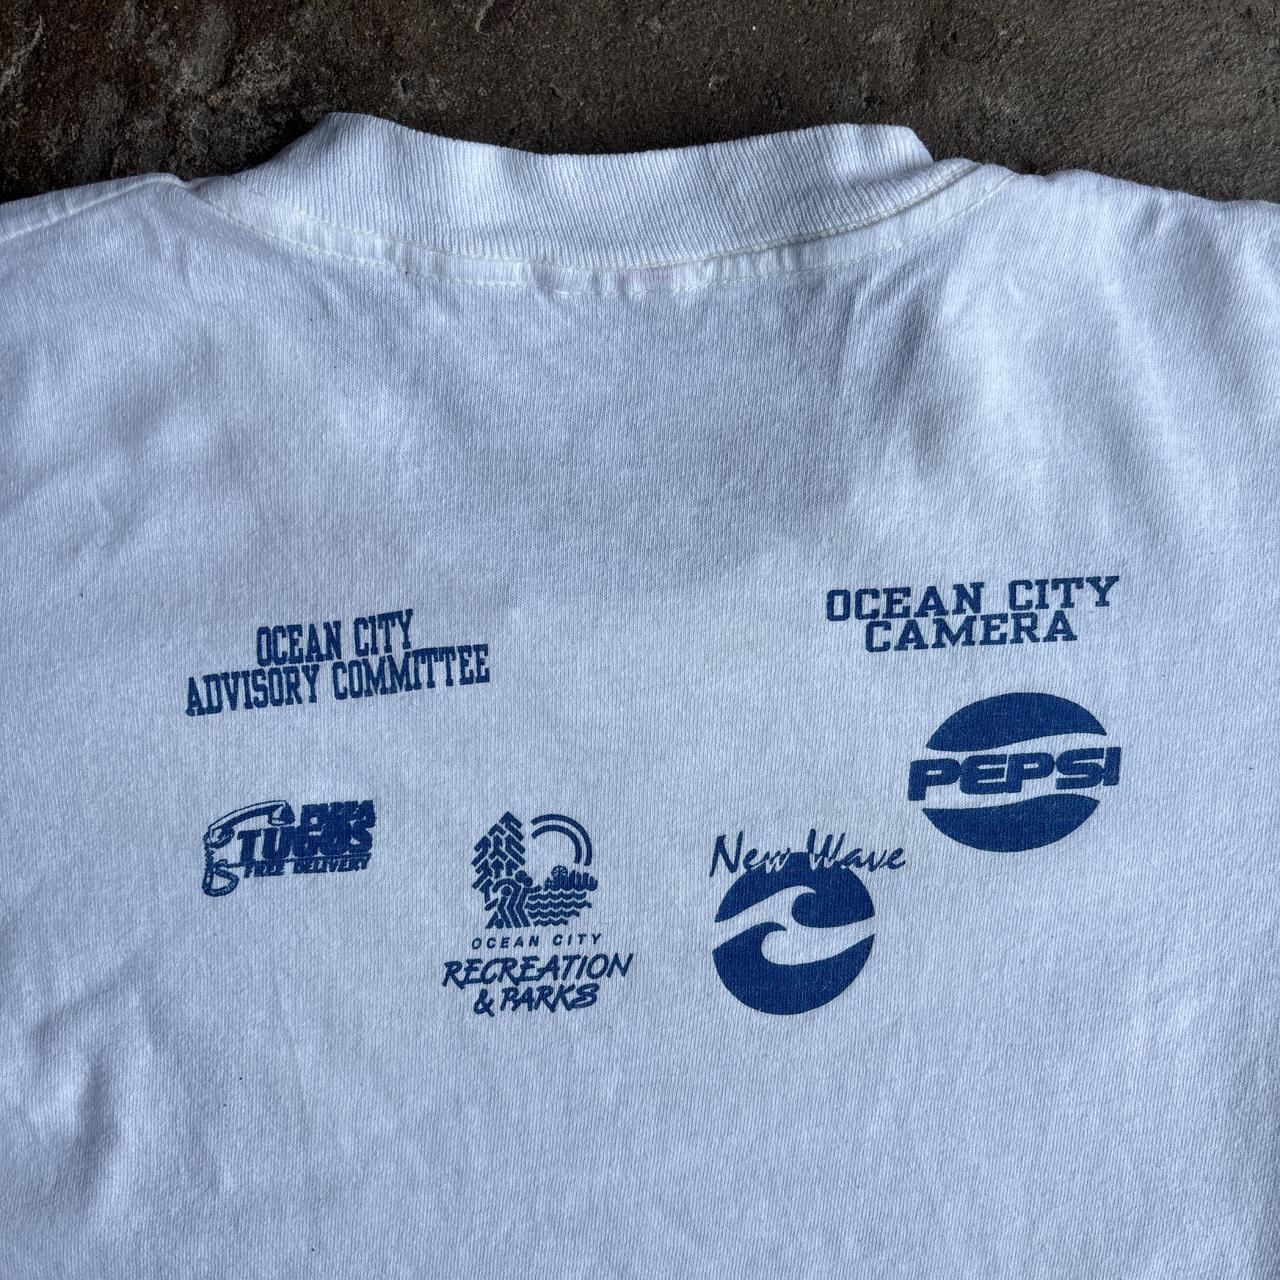 OCEAN CITY
ADVISORY COMMITTEE
OCEAN CITY
CAMERA
PEPSI
TUGOS
FREE DELIVERY
OCEAN CITY
RECREATION
& PARKS
New Wave